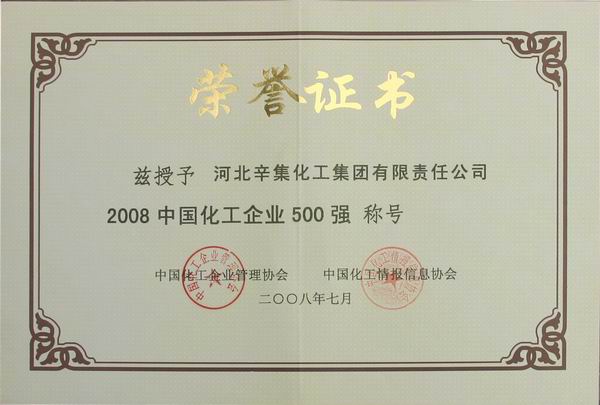 荣誉证书
兹授予 河北辛集化工集团有限责任公司
2008 中国化工企业 500 强 称号
中国化工企业管理协会 中国化工情报信息协会
二〇〇八年七月